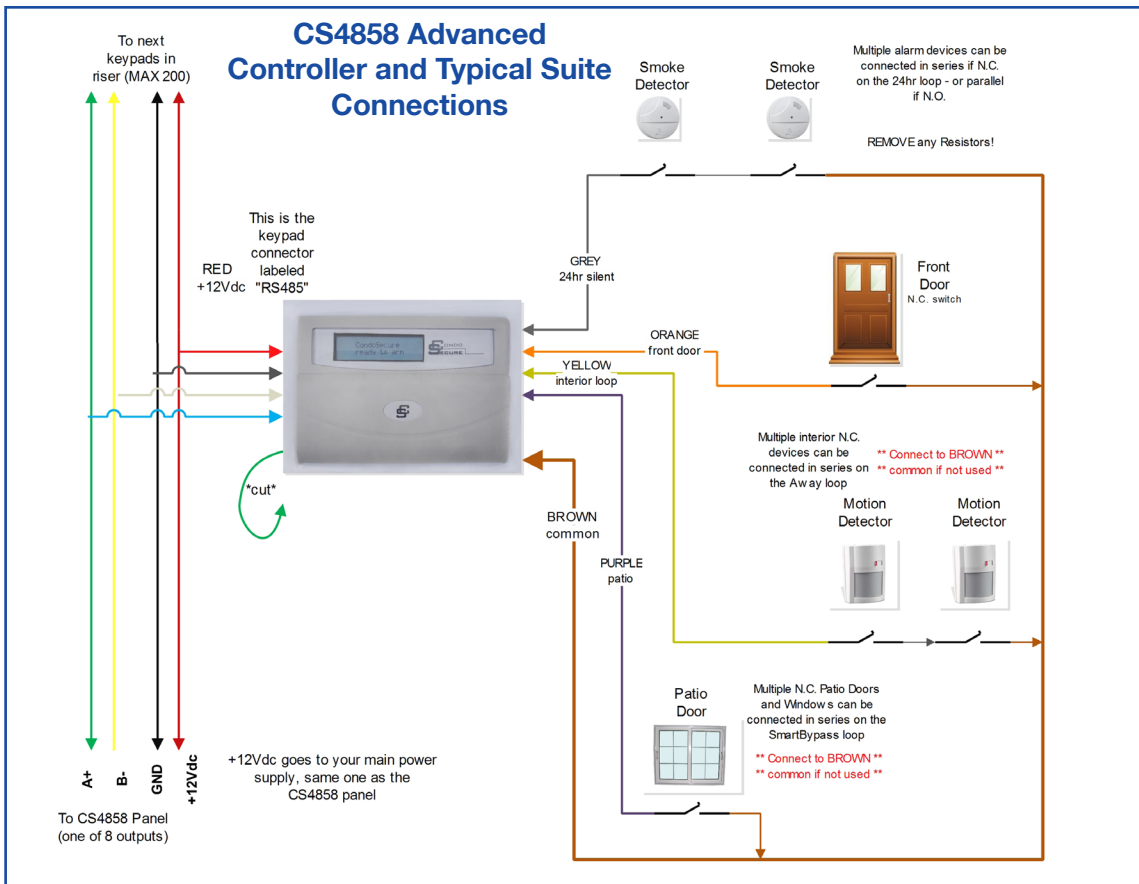 CS4858 Advanced
Controller and Typical Suite
Connections
To next
keypads in
riser (MAX 200)
Smoke
Detector
Smoke
Detector
Multiple alarm devices can be
connected in series if N.C.
on the 24hr loop - or parallel
if N.O.
REMOVE any Resistors!
This is the
keypad
connector
labeled
"RS485"
RED
+12Vdc
GREY
24hr silent
Front
Door
N.C. switch
ORANGE
front door
YELLOW
interior loop
CondoSecure
ready to arm
CONDO
SECURE
*cut*
Multiple interior N.C.
devices can be
connected in series on
the Away loop
** Connect to BROWN **
** common if not used **
Motion
Detector
Motion
Detector
BROWN
common
PURPLE
patio
Patio
Door
Multiple N.C. Patio Doors
and Windows can be
connected in series on the
SmartBypass loop
** Connect to BROWN **
** common if not used **
A+
B-
GND
+12Vdc
+12Vdc goes to your main power
supply, same one as the
CS4858 panel
To CS4858 Panel
(one of 8 outputs)